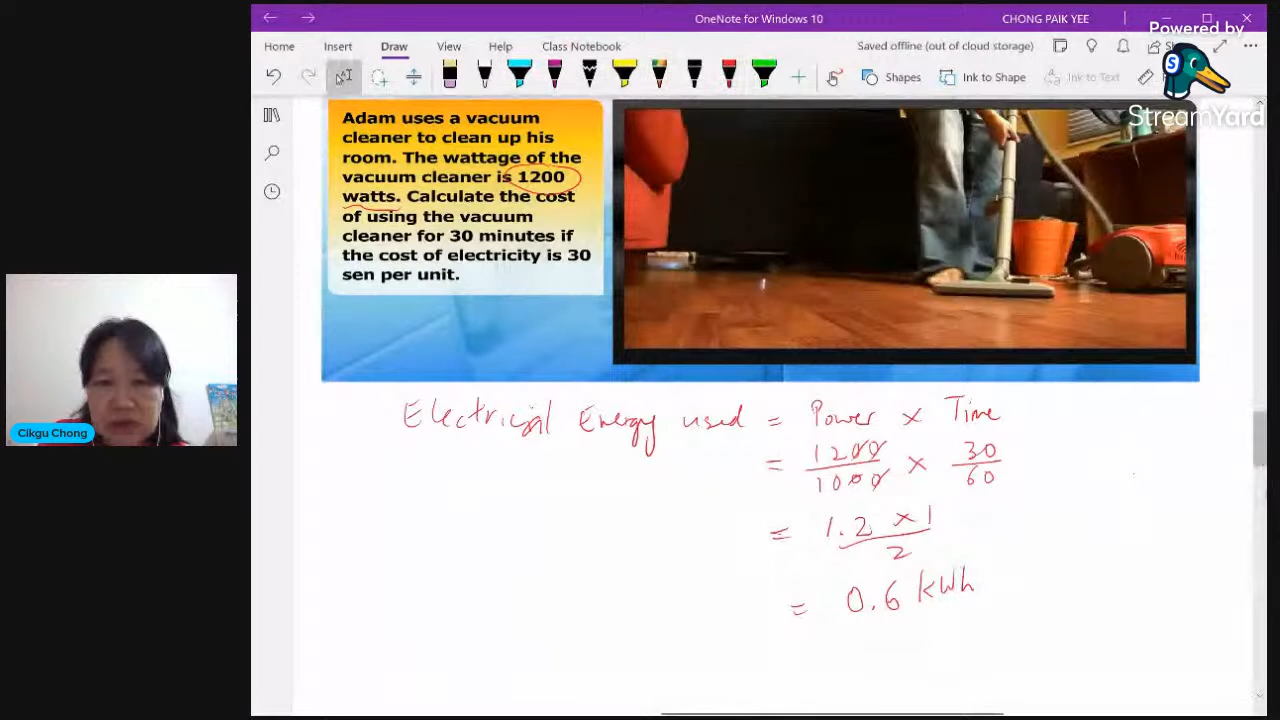 OneNote for Windows 10
CHONG PAIK YEE
Powered by
StreamYard
Home Insert Draw View Help Class Notebook
Saved offline (out of cloud storage)
Shapes Ink to Shape Ink to Text
Adam uses a vacuum
cleaner to clean up his
room. The wattage of the
vacuum cleaner is 1200
watts. Calculate the cost
of using the vacuum
cleaner for 30 minutes if
the cost of electricity is 30
sen per unit.
Cikgu Chong
Energy used = Power × Time
= 1200/1000 × 30/60
= 1.2 × 1/2
= 0.6 kWh